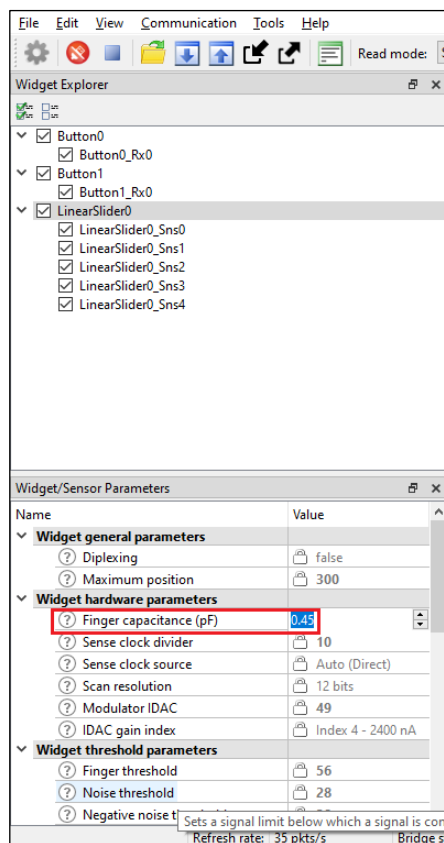 File Edit View Communication Tools Help
Read mode:
Widget Explorer
Button0
Button0_Rx0
Button1
Button1_Rx0
LinearSlider0
LinearSlider0_Sns0
LinearSlider0_Sns1
LinearSlider0_Sns2
LinearSlider0_Sns3
LinearSlider0_Sns4
Widget/Sensor Parameters
Name Value
Widget general parameters
Diplexing false
Maximum position 300
Widget hardware parameters
Finger capacitance (pF) 0.45
Sense clock divider 10
Sense clock source Auto (Direct)
Scan resolution 12 bits
Modulator IDAC 49
IDAC gain index Index 4 - 2400 nA
Widget threshold parameters
Finger threshold 56
Noise threshold 28
Negative noise
Sets a signal limit below which a signal is con
Refresh rate: 35 pkts/s Bridge s